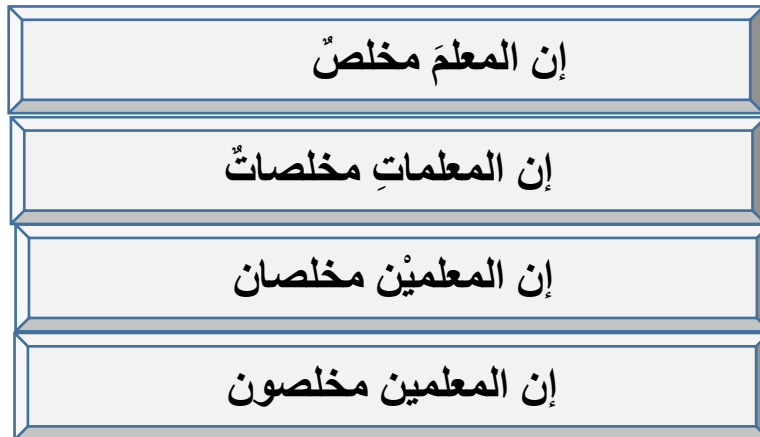 إن المعلمَ مخلصٌ
إن المعلماتِ مخلصاتٌ
إن المعلميْن مخلصان
إن المعلمين مخلصون